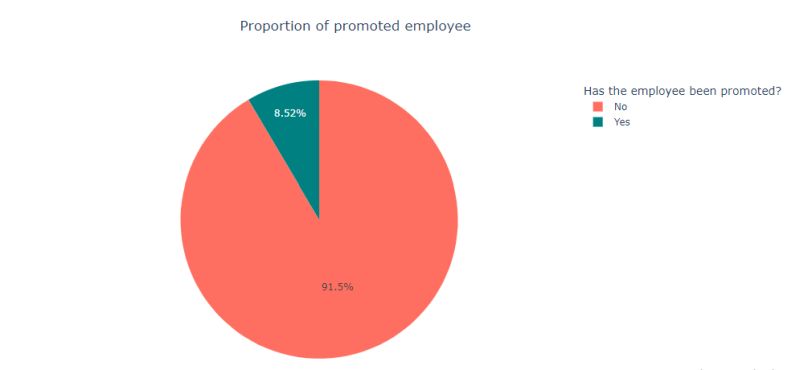 Proportion of promoted employee
Has the employee been promoted?
No
Yes
8.52%
91.5%